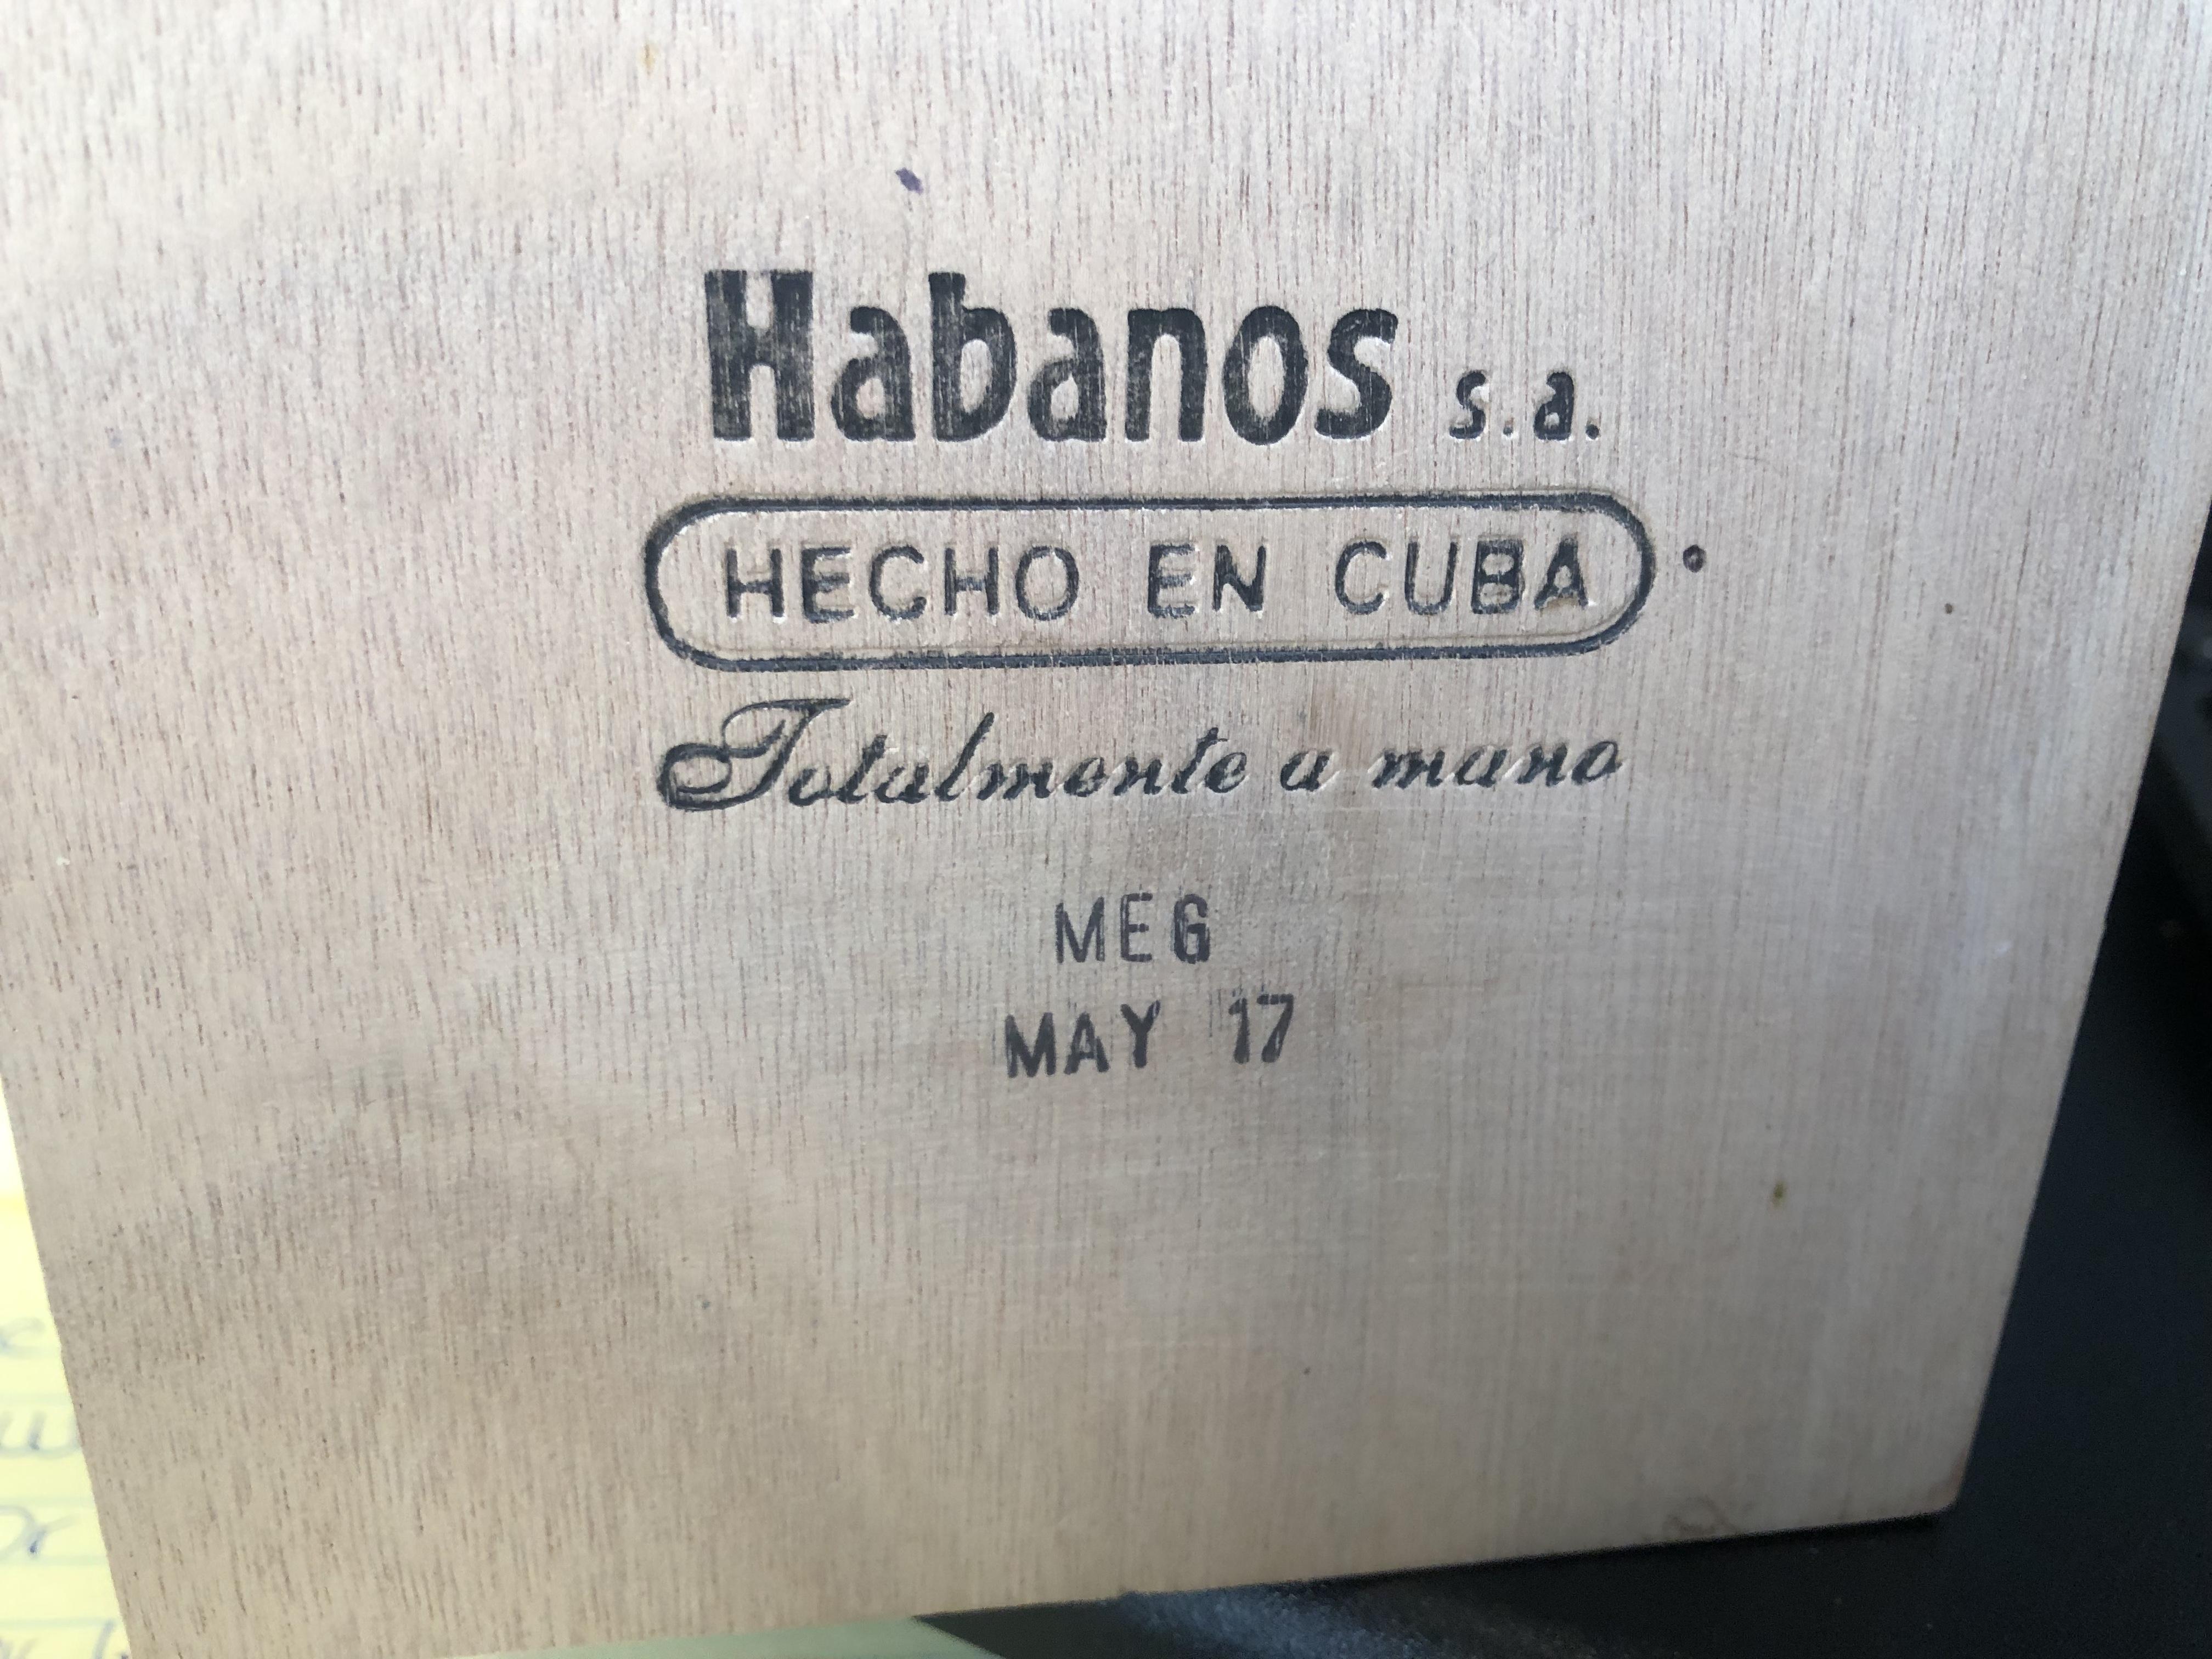 Habanos s.a.
HECHO EN CUBA
Totalmente a mano
MEG
MAY 17